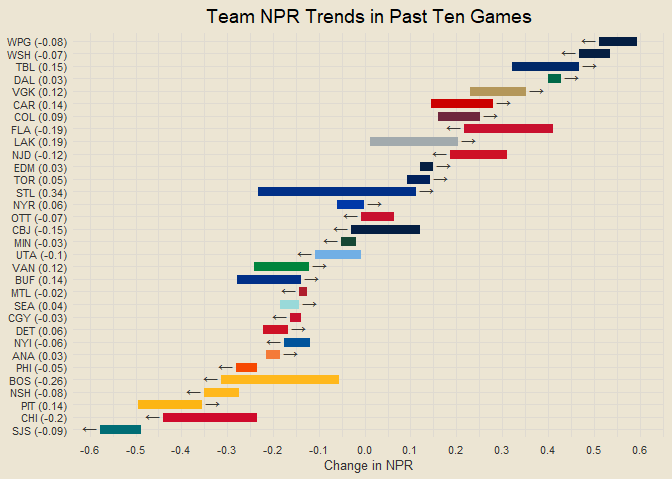 Team NPR Trends in Past Ten Games
WPG (-0.08)
WSH (-0.07)
TBL (0.15)
DAL (0.03)
VGK (0.12)
CAR (0.14)
COL (0.09)
FLA (-0.19)
LAK (0.19)
NJD (-0.12)
EDM (0.03)
TOR (0.05)
STL (0.34)
NYR (0.06)
OTT (-0.07)
CBJ (-0.15)
MIN (-0.03)
UTA (-0.1)
VAN (0.12)
BUF (0.14)
MTL (-0.02)
SEA (0.04)
CGY (-0.03)
DET (0.06)
NYI (-0.06)
ANA (0.03)
PHI (-0.05)
BOS (-0.26)
NSH (-0.08)
PIT (0.14)
CHI (-0.2)
SJS (-0.09)
-0.6 -0.5 -0.4 -0.3 -0.2 -0.1 0.0 0.1 0.2 0.3 0.4 0.5 0.6
Change in NPR